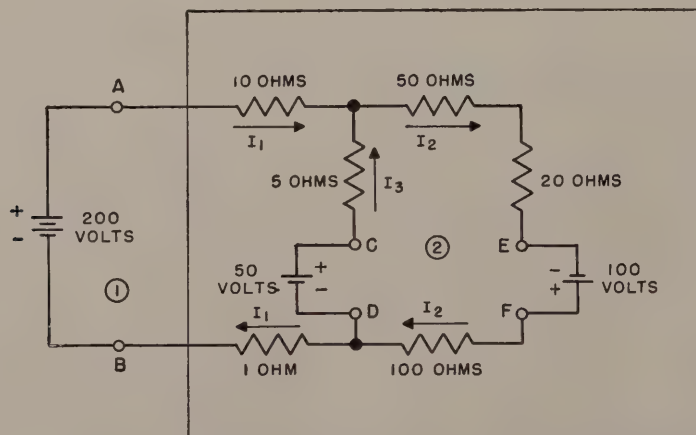 10 OHMS
50 OHMS
A
I1
I2
5 OHMS
I3
20 OHMS
+
-
200
VOLTS
C
2
E
50
VOLTS
+
-
-
+
100
VOLTS
1
I1
D
I2
F
B
1 OHM
100 OHMS